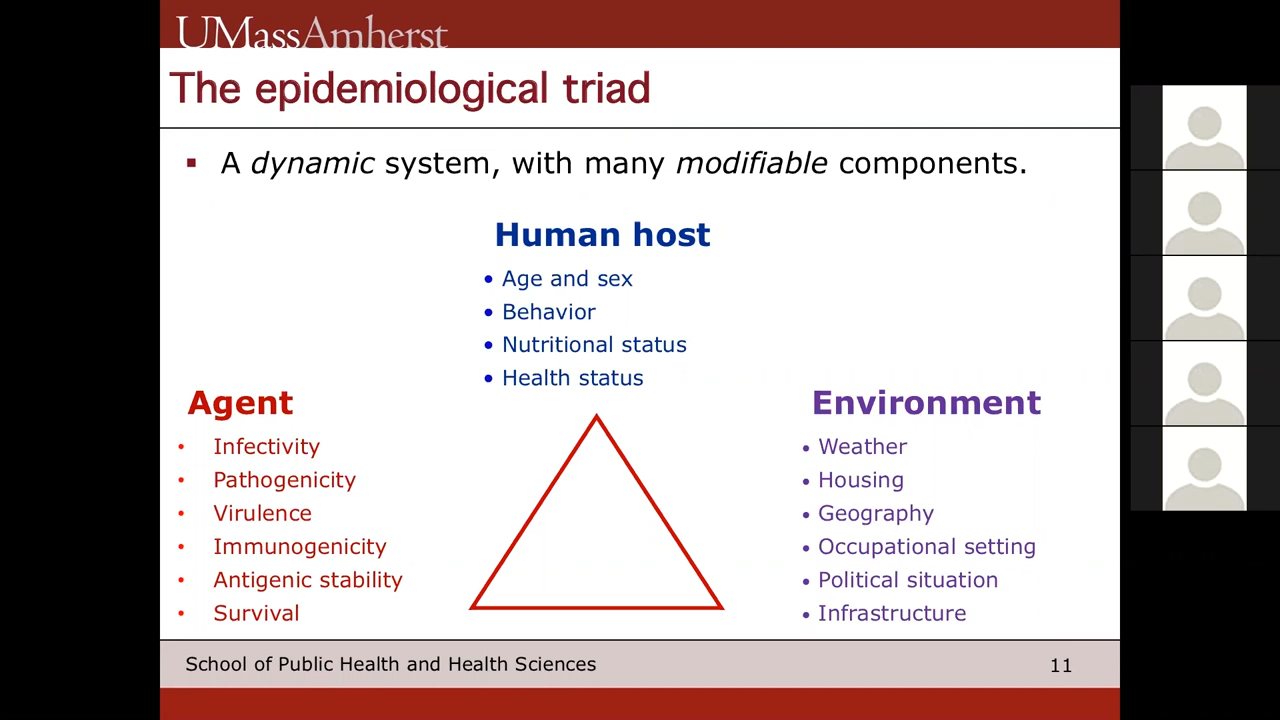 UMassAmherst
The epidemiological triad
▪ A dynamic system, with many modifiable components.
Human host
• Age and sex
• Behavior
• Nutritional status
• Health status
Agent
• Infectivity
• Pathogenicity
• Virulence
• Immunogenicity
• Antigenic stability
• Survival
Environment
• Weather
• Housing
• Geography
• Occupational setting
• Political situation
• Infrastructure
School of Public Health and Health Sciences
11